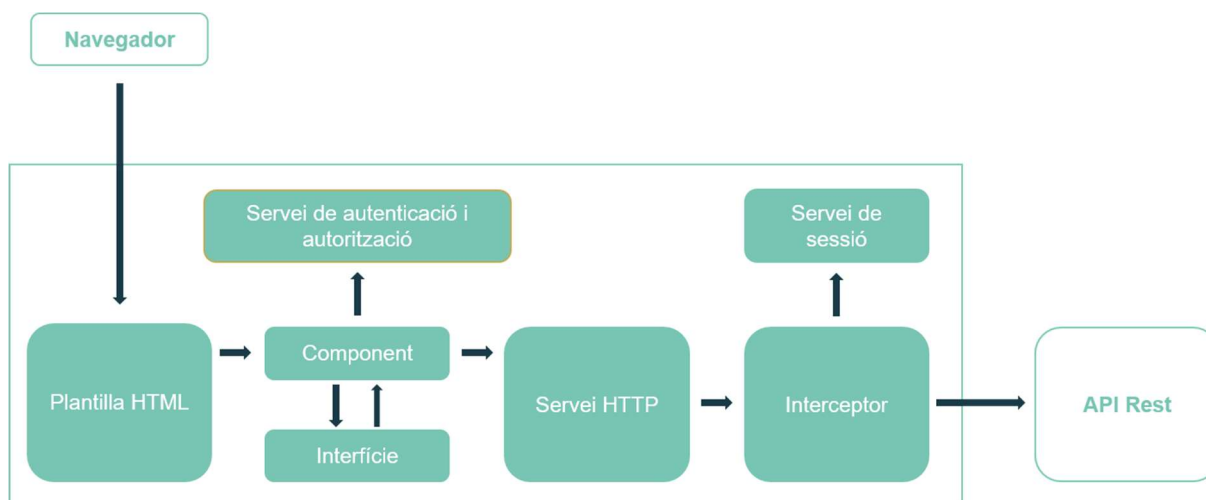 Navegador
Servei de autenticació i
autorització
Servei de
sessió
Plantilla HTML
Component
Servei HTTP
Interceptor
API Rest
Interfície